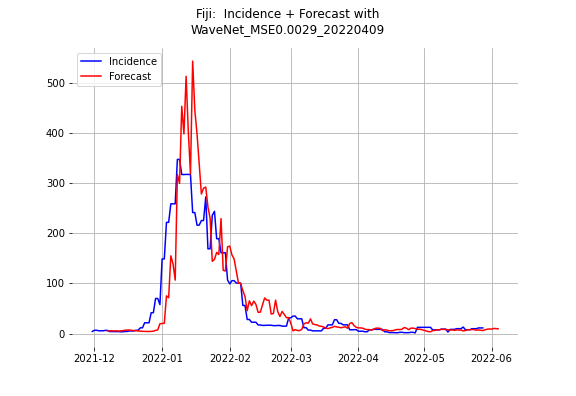 Fiji:  Incidence + Forecast with
WaveNet_MSE0.0029_20220409
Incidence
Forecast
500
400
300
200
100
0
2021-12 2022-01 2022-02 2022-03 2022-04 2022-05 2022-06